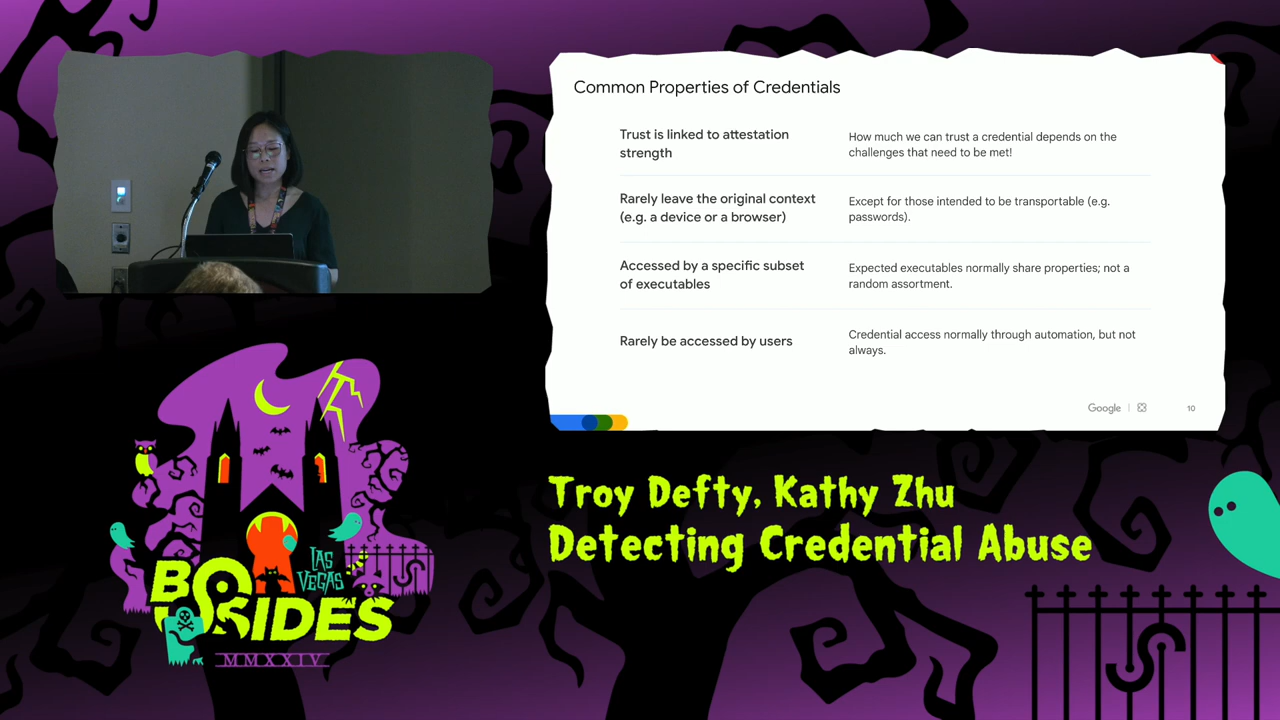 Common Properties of Credentials
Trust is linked to attestation
strength
How much we can trust a credential depends on the
challenges that need to be met!
Rarely leave the original context
(e.g. a device or a browser)
Except for those intended to be transportable (e.g.
passwords).
Accessed by a specific subset
of executables
Expected executables normally share properties; not a
random assortment.
Rarely be accessed by users
Credential access normally through automation, but not
always.
Google
10
LAS
VEGAS
BSIDES
MMXXIV
Troy Defty, Kathy Zhu
Detecting Credential Abuse